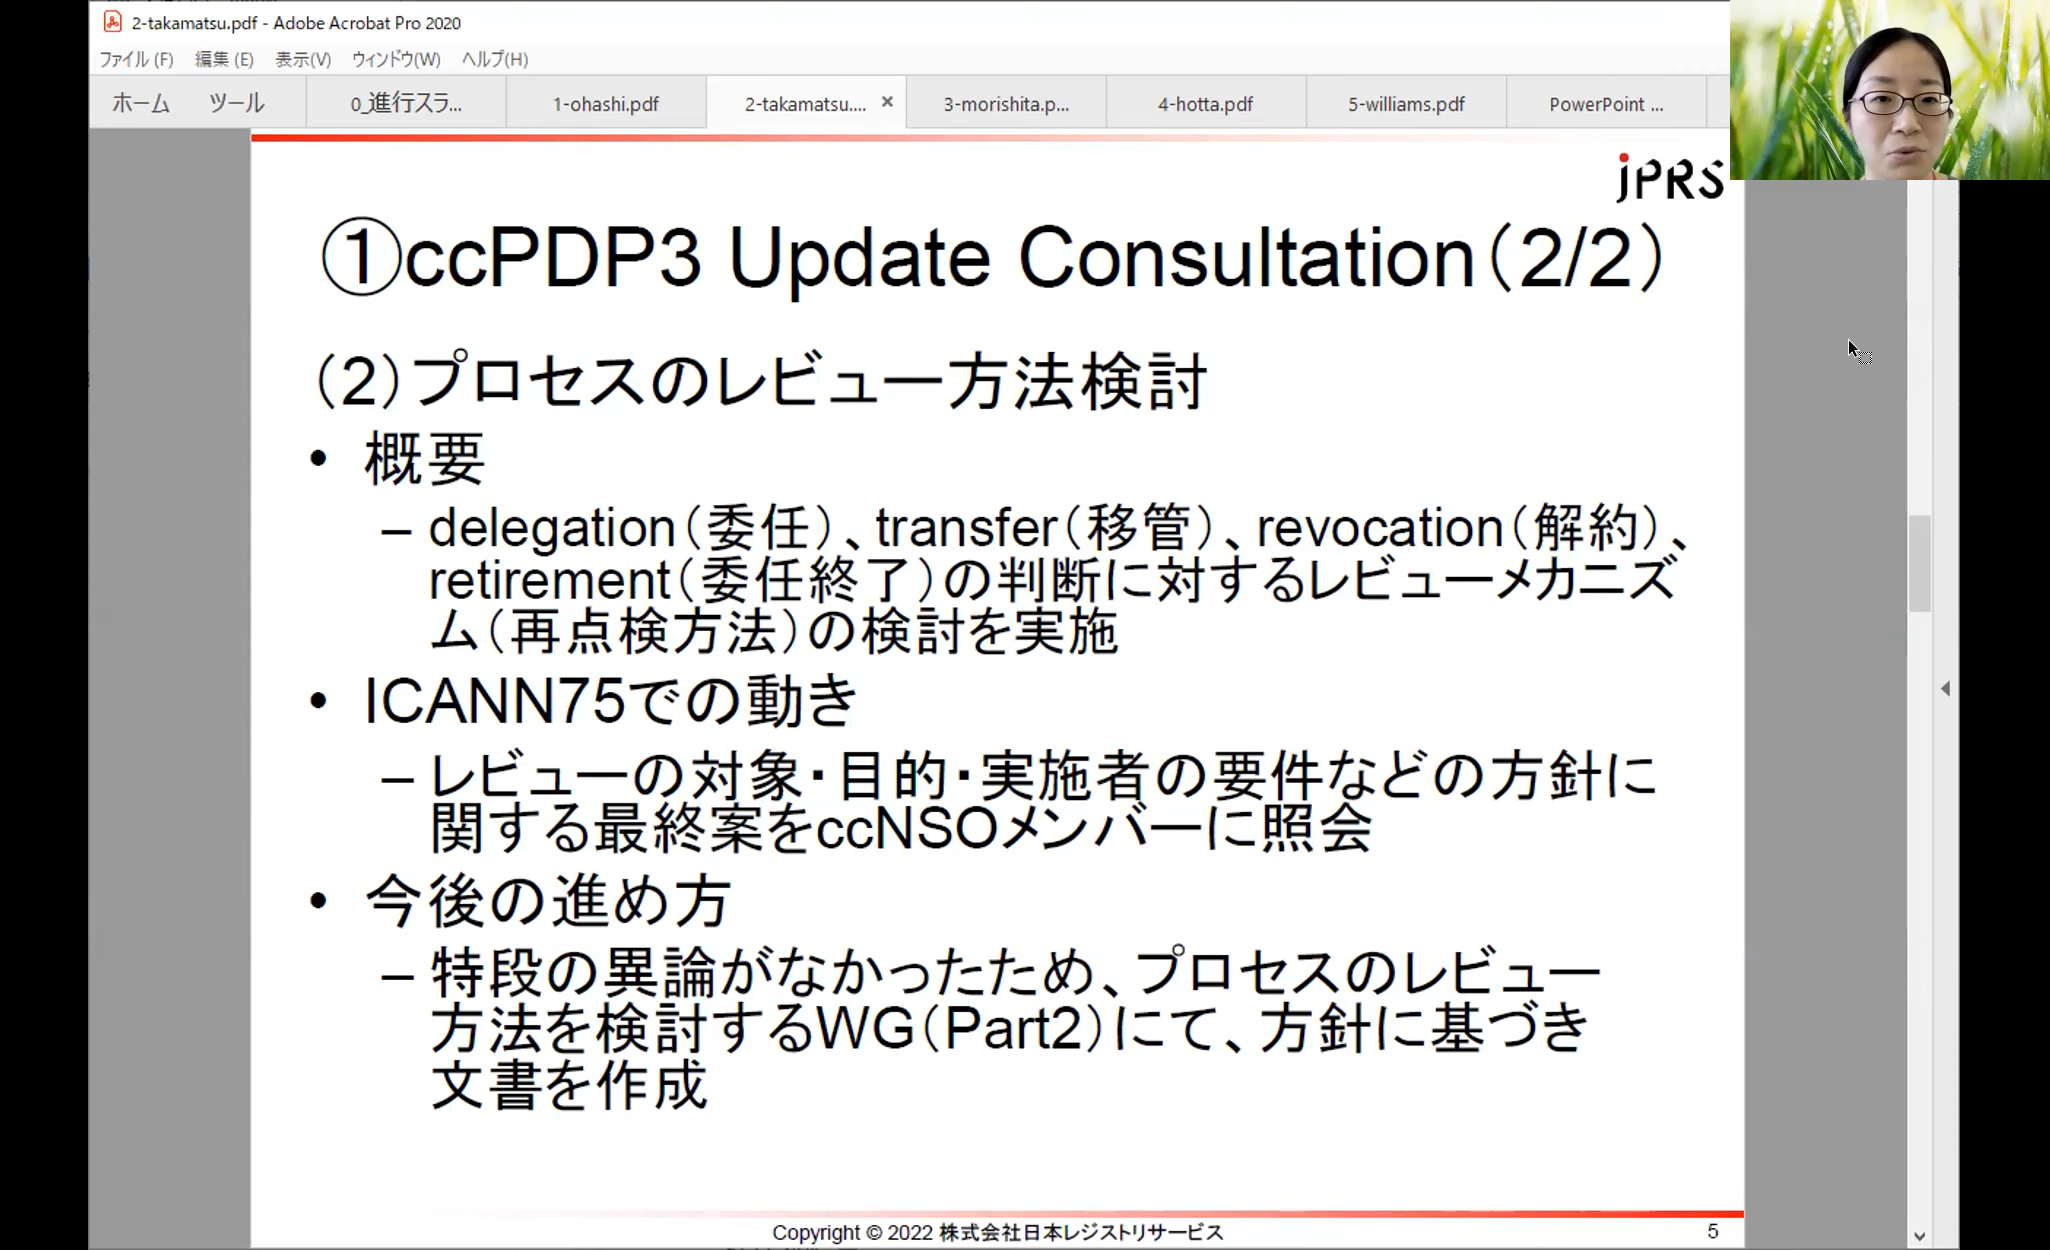 2-takamatsu.pdf - Adobe Acrobat Pro 2020
ファイル(F) 編集(E) 表示(V) ウィンドウ(W) ヘルプ(H)
ホーム ツール 0_進行スラ... 1-ohashi.pdf 2-takamatsu.... × 3-morishita.p... 4-hotta.pdf 5-williams.pdf PowerPoint ...
jPRS
①ccPDP3 Update Consultation（2/2）
（2）プロセスのレビュー方法検討
• 概要
– delegation（委任）、transfer（移管）、revocation（解約）、
retirement（委任終了）の判断に対するレビューメカニズ
ム（再点検方法）の検討を実施
• ICANN75での動き
– レビューの対象・目的・実施者の要件などの方針に
関する最終案をccNSOメンバーに照会
• 今後の進め方
– 特段の異論がなかったため、プロセスのレビュー
方法を検討するWG（Part2）にて、方針に基づき
文書を作成
Copyright © 2022 株式会社日本レジストリサービス
5